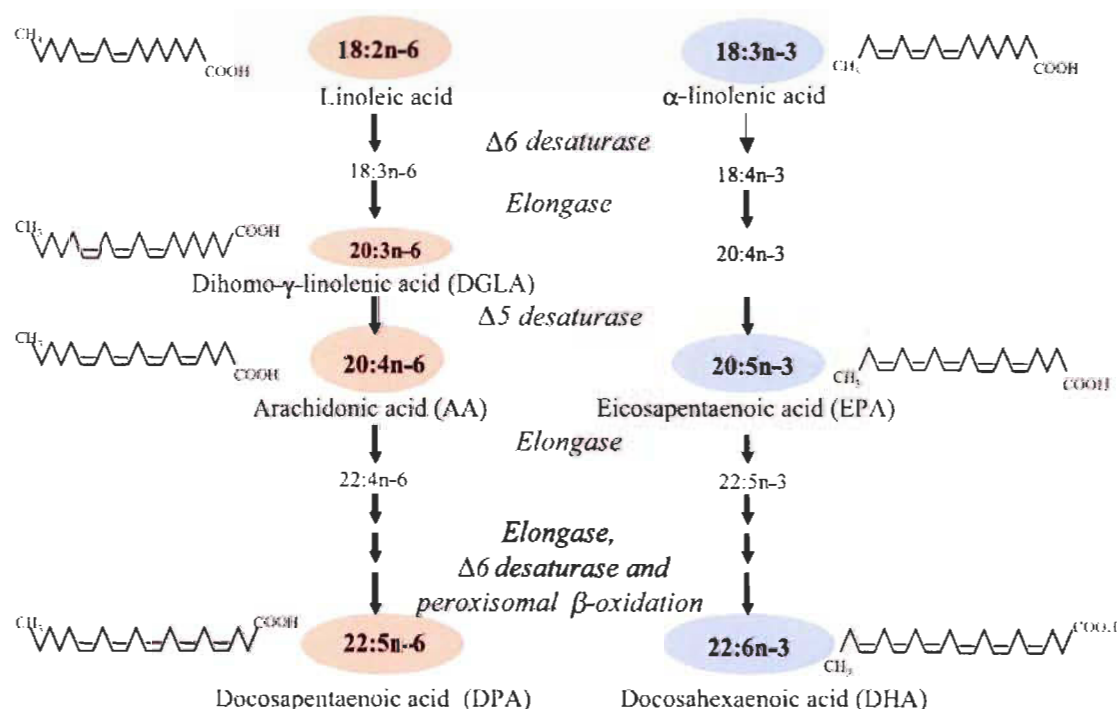 CH3 18:2n-6 18:3n-3
COOH CH3 COOH
Linoleic acid α-linolenic acid
Δ6 desaturase
18:3n-6 18:4n-3
Elongase
CH3 COOH
20:3n-6 20:4n-3
Dihomo-γ-linolenic acid (DGLA)
Δ5 desaturase
CH3 20:4n-6 20:5n-3
COOH CH3 COOH
Arachidonic acid (AA) Eicosapentaenoic acid (EPA)
Elongase
22:4n-6 22:5n-3
Elongase,
Δ6 desaturase and
peroxisomal β-oxidation
CH3 COOH 22:5n-6 22:6n-3 COOH
CH3
Docosapentaenoic acid (DPA) Docosahexaenoic acid (DHA)